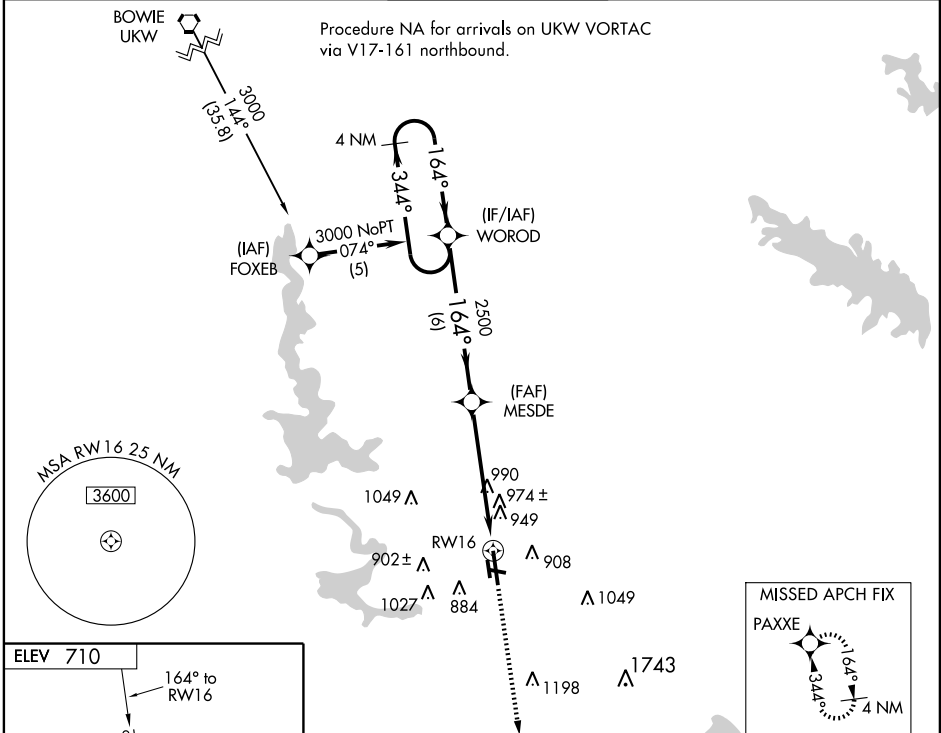 BOWIE
UKW
Procedure NA for arrivals on UKW VORTAC
via V17-161 northbound.
3000
144°
(35.8)
4 NM
164°
344°
(IF/IAF)
WOROD
(IAF)
FOXEB
3000 NoPT
074°
(5)
2500
164°
(6)
(FAF)
MESDE
MSA RW16 25 NM
3600
990
1049
974 ±
949
RW16
908
902 ±
1027
884
1049
1198
1743
MISSED APCH FIX
PAXXE
164°
344°
4 NM
ELEV 710
164° to
RW16